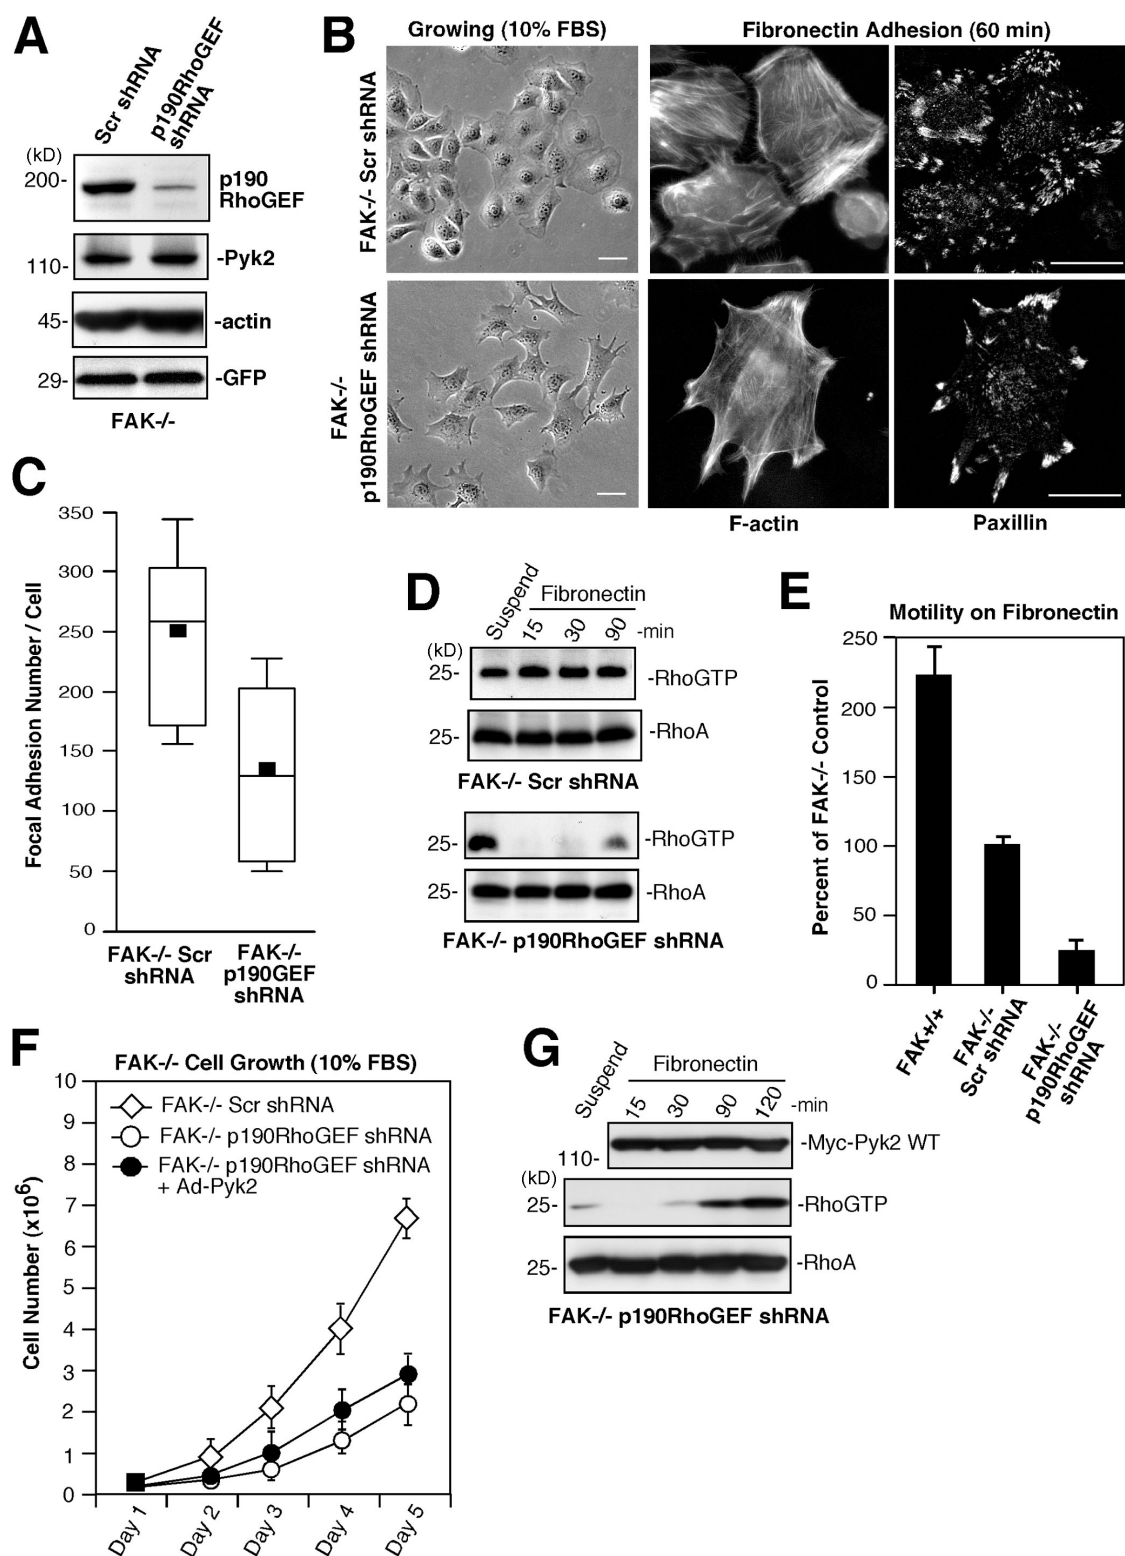 A
Scr shRNA
p190RhoGEF
shRNA
(kD)
200-
p190
RhoGEF
110-
-Pyk2
45-
-actin
29-
-GFP
FAK-/-
B
Growing (10% FBS)
Fibronectin Adhesion (60 min)
FAK-/- Scr shRNA
FAK-/-
p190RhoGEF shRNA
F-actin
Paxillin
C
Focal Adhesion Number / Cell
350
300
250
200
150
100
50
0
FAK-/- Scr
shRNA
FAK-/-
p190GEF
shRNA
D
Suspend
Fibronectin
15
30
90
-min
(kD)
25-
-RhoGTP
25-
-RhoA
FAK-/- Scr shRNA
25-
-RhoGTP
25-
-RhoA
FAK-/- p190RhoGEF shRNA
E
Motility on Fibronectin
Percent of FAK-/- Control
250
200
150
100
50
0
FAK+/+
FAK-/-
Scr shRNA
FAK-/-
p190RhoGEF
shRNA
F
FAK-/- Cell Growth (10% FBS)
Cell Number (x10⁶)
10
9
8
7
6
5
4
3
2
1
0
FAK-/- Scr shRNA
FAK-/- p190RhoGEF shRNA
FAK-/- p190RhoGEF shRNA
+ Ad-Pyk2
Day 1
Day 2
Day 3
Day 4
Day 5
G
Suspend
Fibronectin
15
30
90
120
-min
110-
-Myc-Pyk2 WT
(kD)
25-
-RhoGTP
25-
-RhoA
FAK-/- p190RhoGEF shRNA